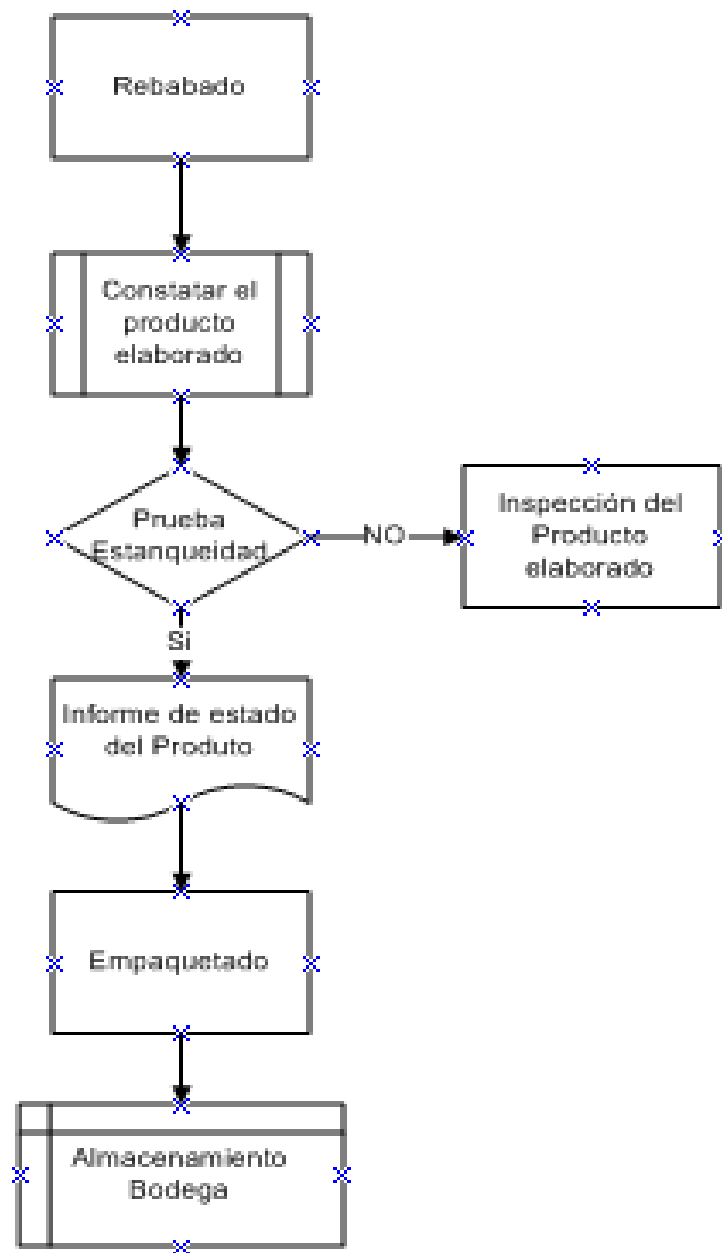 Rebabado
Constatar el
producto
elaborado
Prueba
Estanqueidad
NO
Inspección del
Producto
elaborado
Si
Informe de estado
del Produto
Empaquetado
Almacenamiento
Bodega